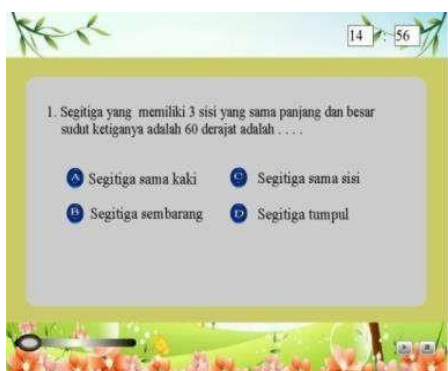 14 : 56
1. Segitiga yang memiliki 3 sisi yang sama panjang dan besar
sudut ketiganya adalah 60 derajat adalah . . . .
A Segitiga sama kaki
C Segitiga sama sisi
B Segitiga sembarang
D Segitiga tumpul